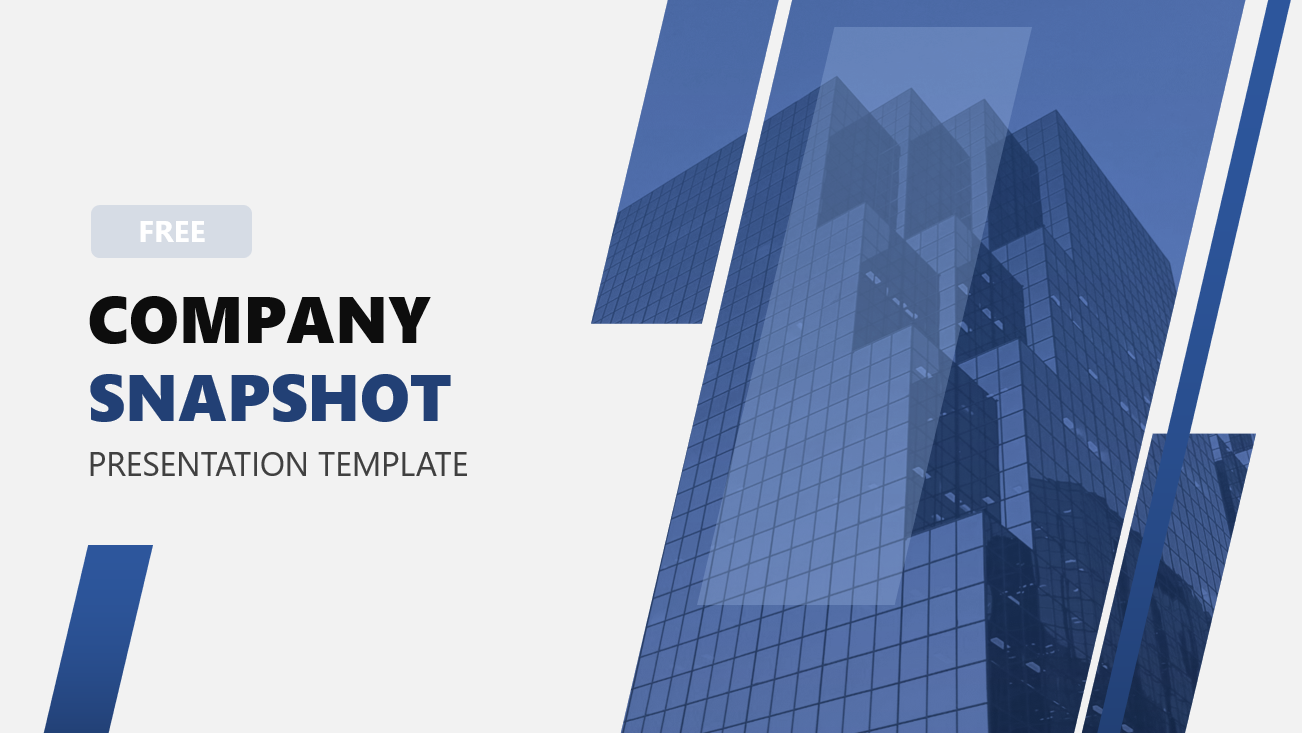 FREE
COMPANY
SNAPSHOT
PRESENTATION TEMPLATE